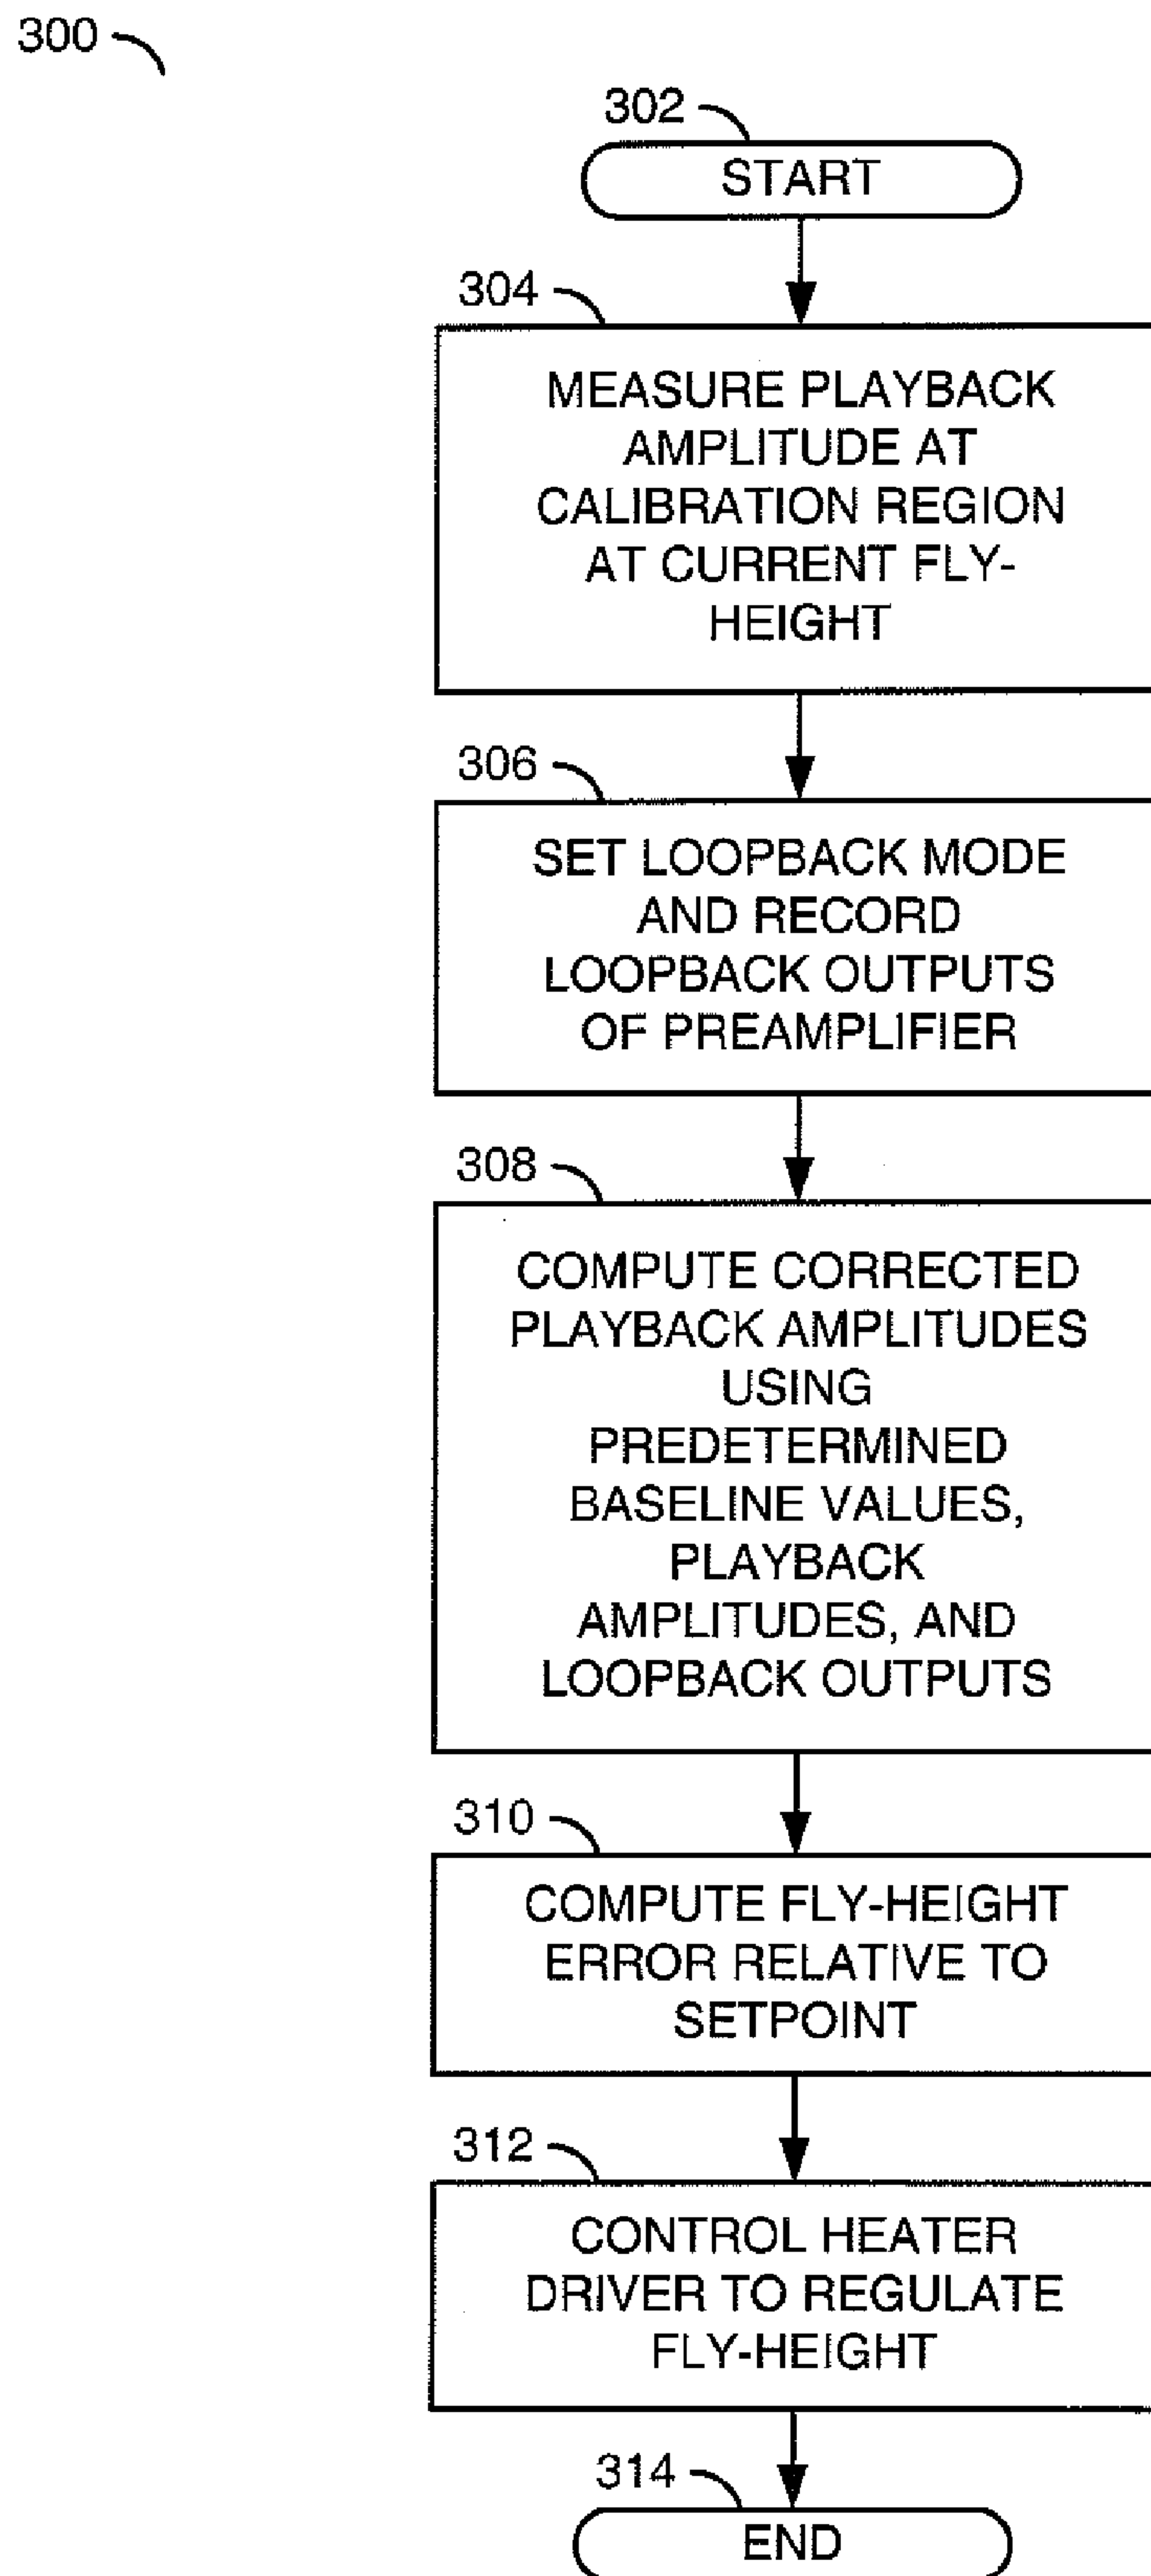 300
302
START
304
MEASURE PLAYBACK
AMPLITUDE AT
CALIBRATION REGION
AT CURRENT FLY-
HEIGHT
306
SET LOOPBACK MODE
AND RECORD
LOOPBACK OUTPUTS
OF PREAMPLIFIER
308
COMPUTE CORRECTED
PLAYBACK AMPLITUDES
USING
PREDETERMINED
BASELINE VALUES,
PLAYBACK
AMPLITUDES, AND
LOOPBACK OUTPUTS
310
COMPUTE FLY-HEIGHT
ERROR RELATIVE TO
SETPOINT
312
CONTROL HEATER
DRIVER TO REGULATE
FLY-HEIGHT
314
END